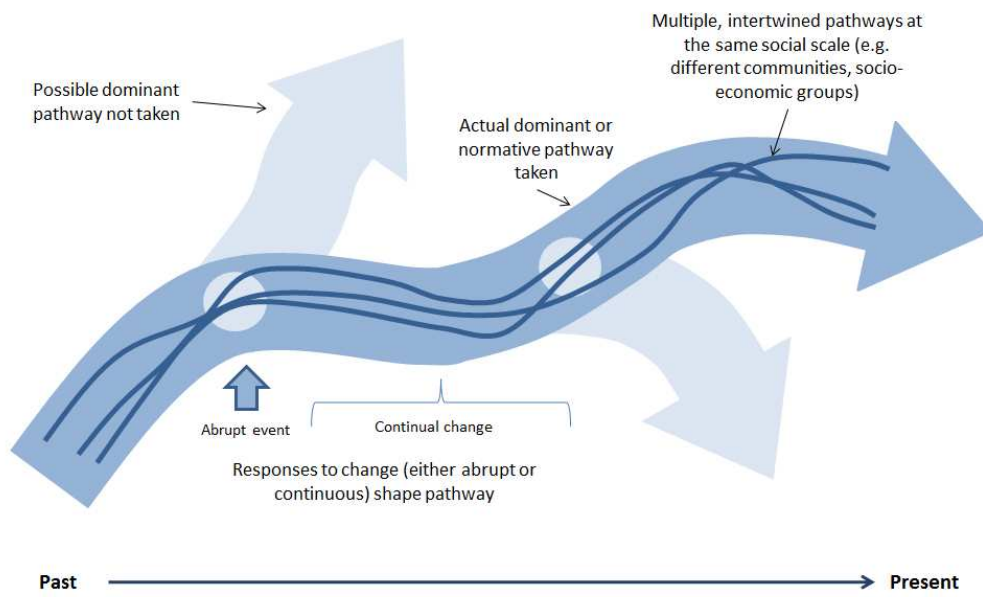 Multiple, intertwined pathways at
the same social scale (e.g.
different communities, socio-
economic groups)
Possible dominant
pathway not taken
Actual dominant or
normative pathway
taken
Abrupt event
Continual change
Responses to change (either abrupt or
continuous) shape pathway
Past
Present